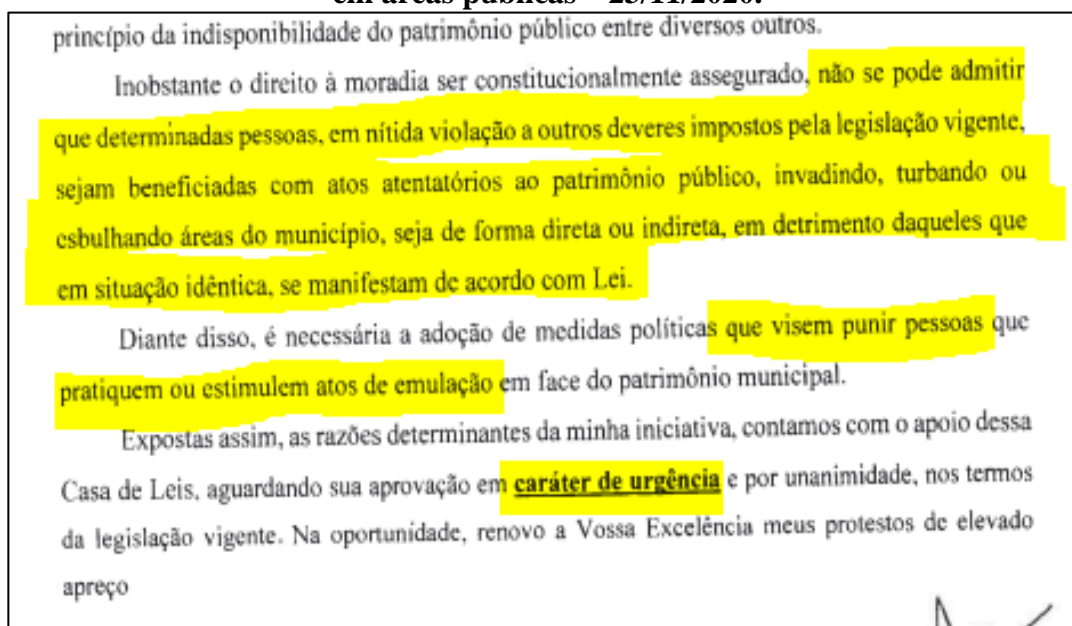 em áreas públicas – 25/11/2020.
princípio da indisponibilidade do patrimônio público entre diversos outros.
Inobstante o direito à moradia ser constitucionalmente assegurado, não se pode admitir
que determinadas pessoas, em nítida violação a outros deveres impostos pela legislação vigente,
sejam beneficiadas com atos atentatórios ao patrimônio público, invadindo, turbando ou
esbulhando áreas do município, seja de forma direta ou indireta, em detrimento daqueles que
em situação idêntica, se manifestam de acordo com Lei.
Diante disso, é necessária a adoção de medidas políticas que visem punir pessoas que
pratiquem ou estimulem atos de emulação em face do patrimônio municipal.
Expostas assim, as razões determinantes da minha iniciativa, contamos com o apoio dessa
Casa de Leis, aguardando sua aprovação em caráter de urgência e por unanimidade, nos termos
da legislação vigente. Na oportunidade, renovo a Vossa Excelência meus protestos de elevado
apreço